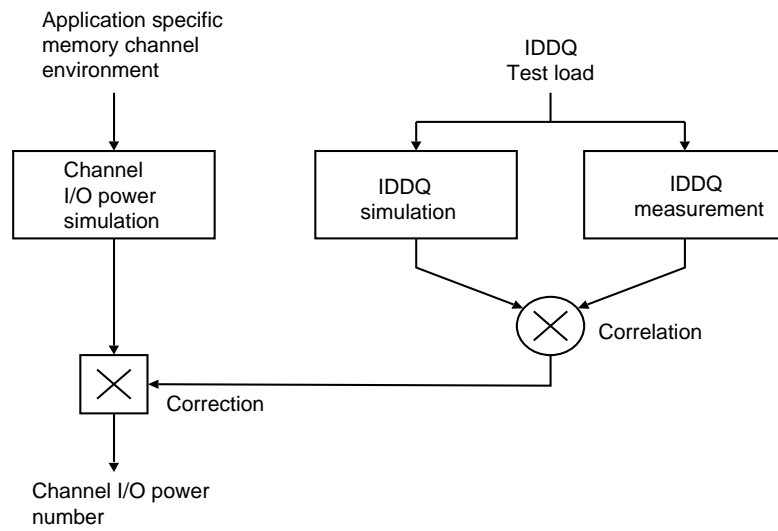 Application specific
memory channel
environment
IDDQ
Test load
Channel
I/O power
simulation
IDDQ
simulation
IDDQ
measurement
Correlation
Correction
Channel I/O power
number